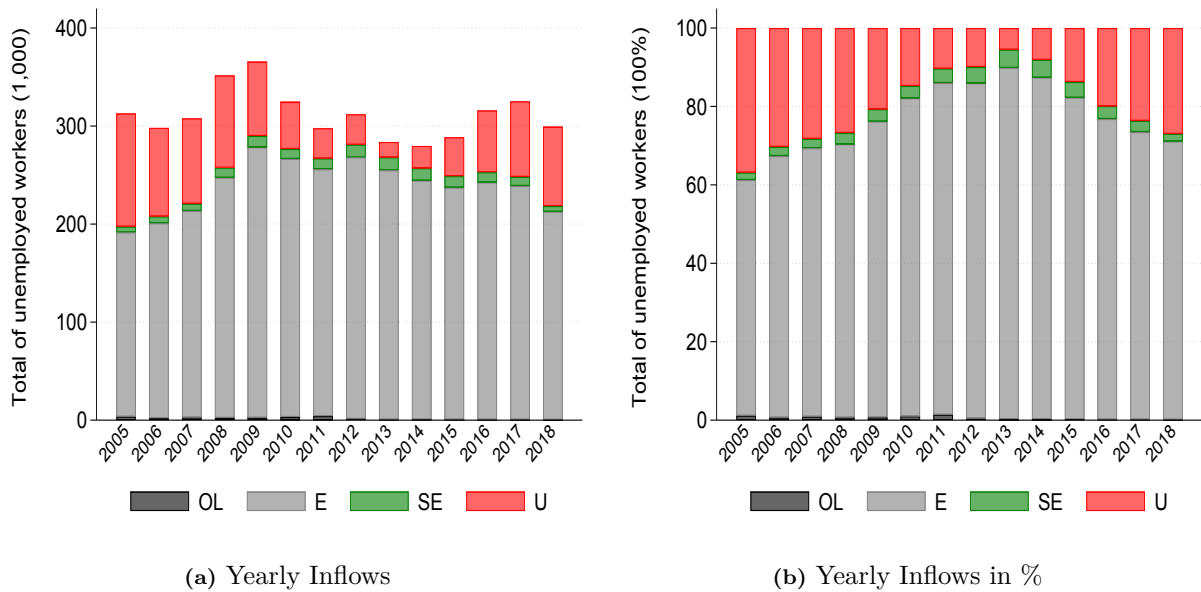 Total of unemployed workers (1,000)
400
300
200
100
0
2005 2006 2007 2008 2009 2010 2011 2012 2013 2014 2015 2016 2017 2018
OL E SE U
(a) Yearly Inflows
Total of unemployed workers (100%)
100
80
60
40
20
0
2005 2006 2007 2008 2009 2010 2011 2012 2013 2014 2015 2016 2017 2018
OL E SE U
(b) Yearly Inflows in %